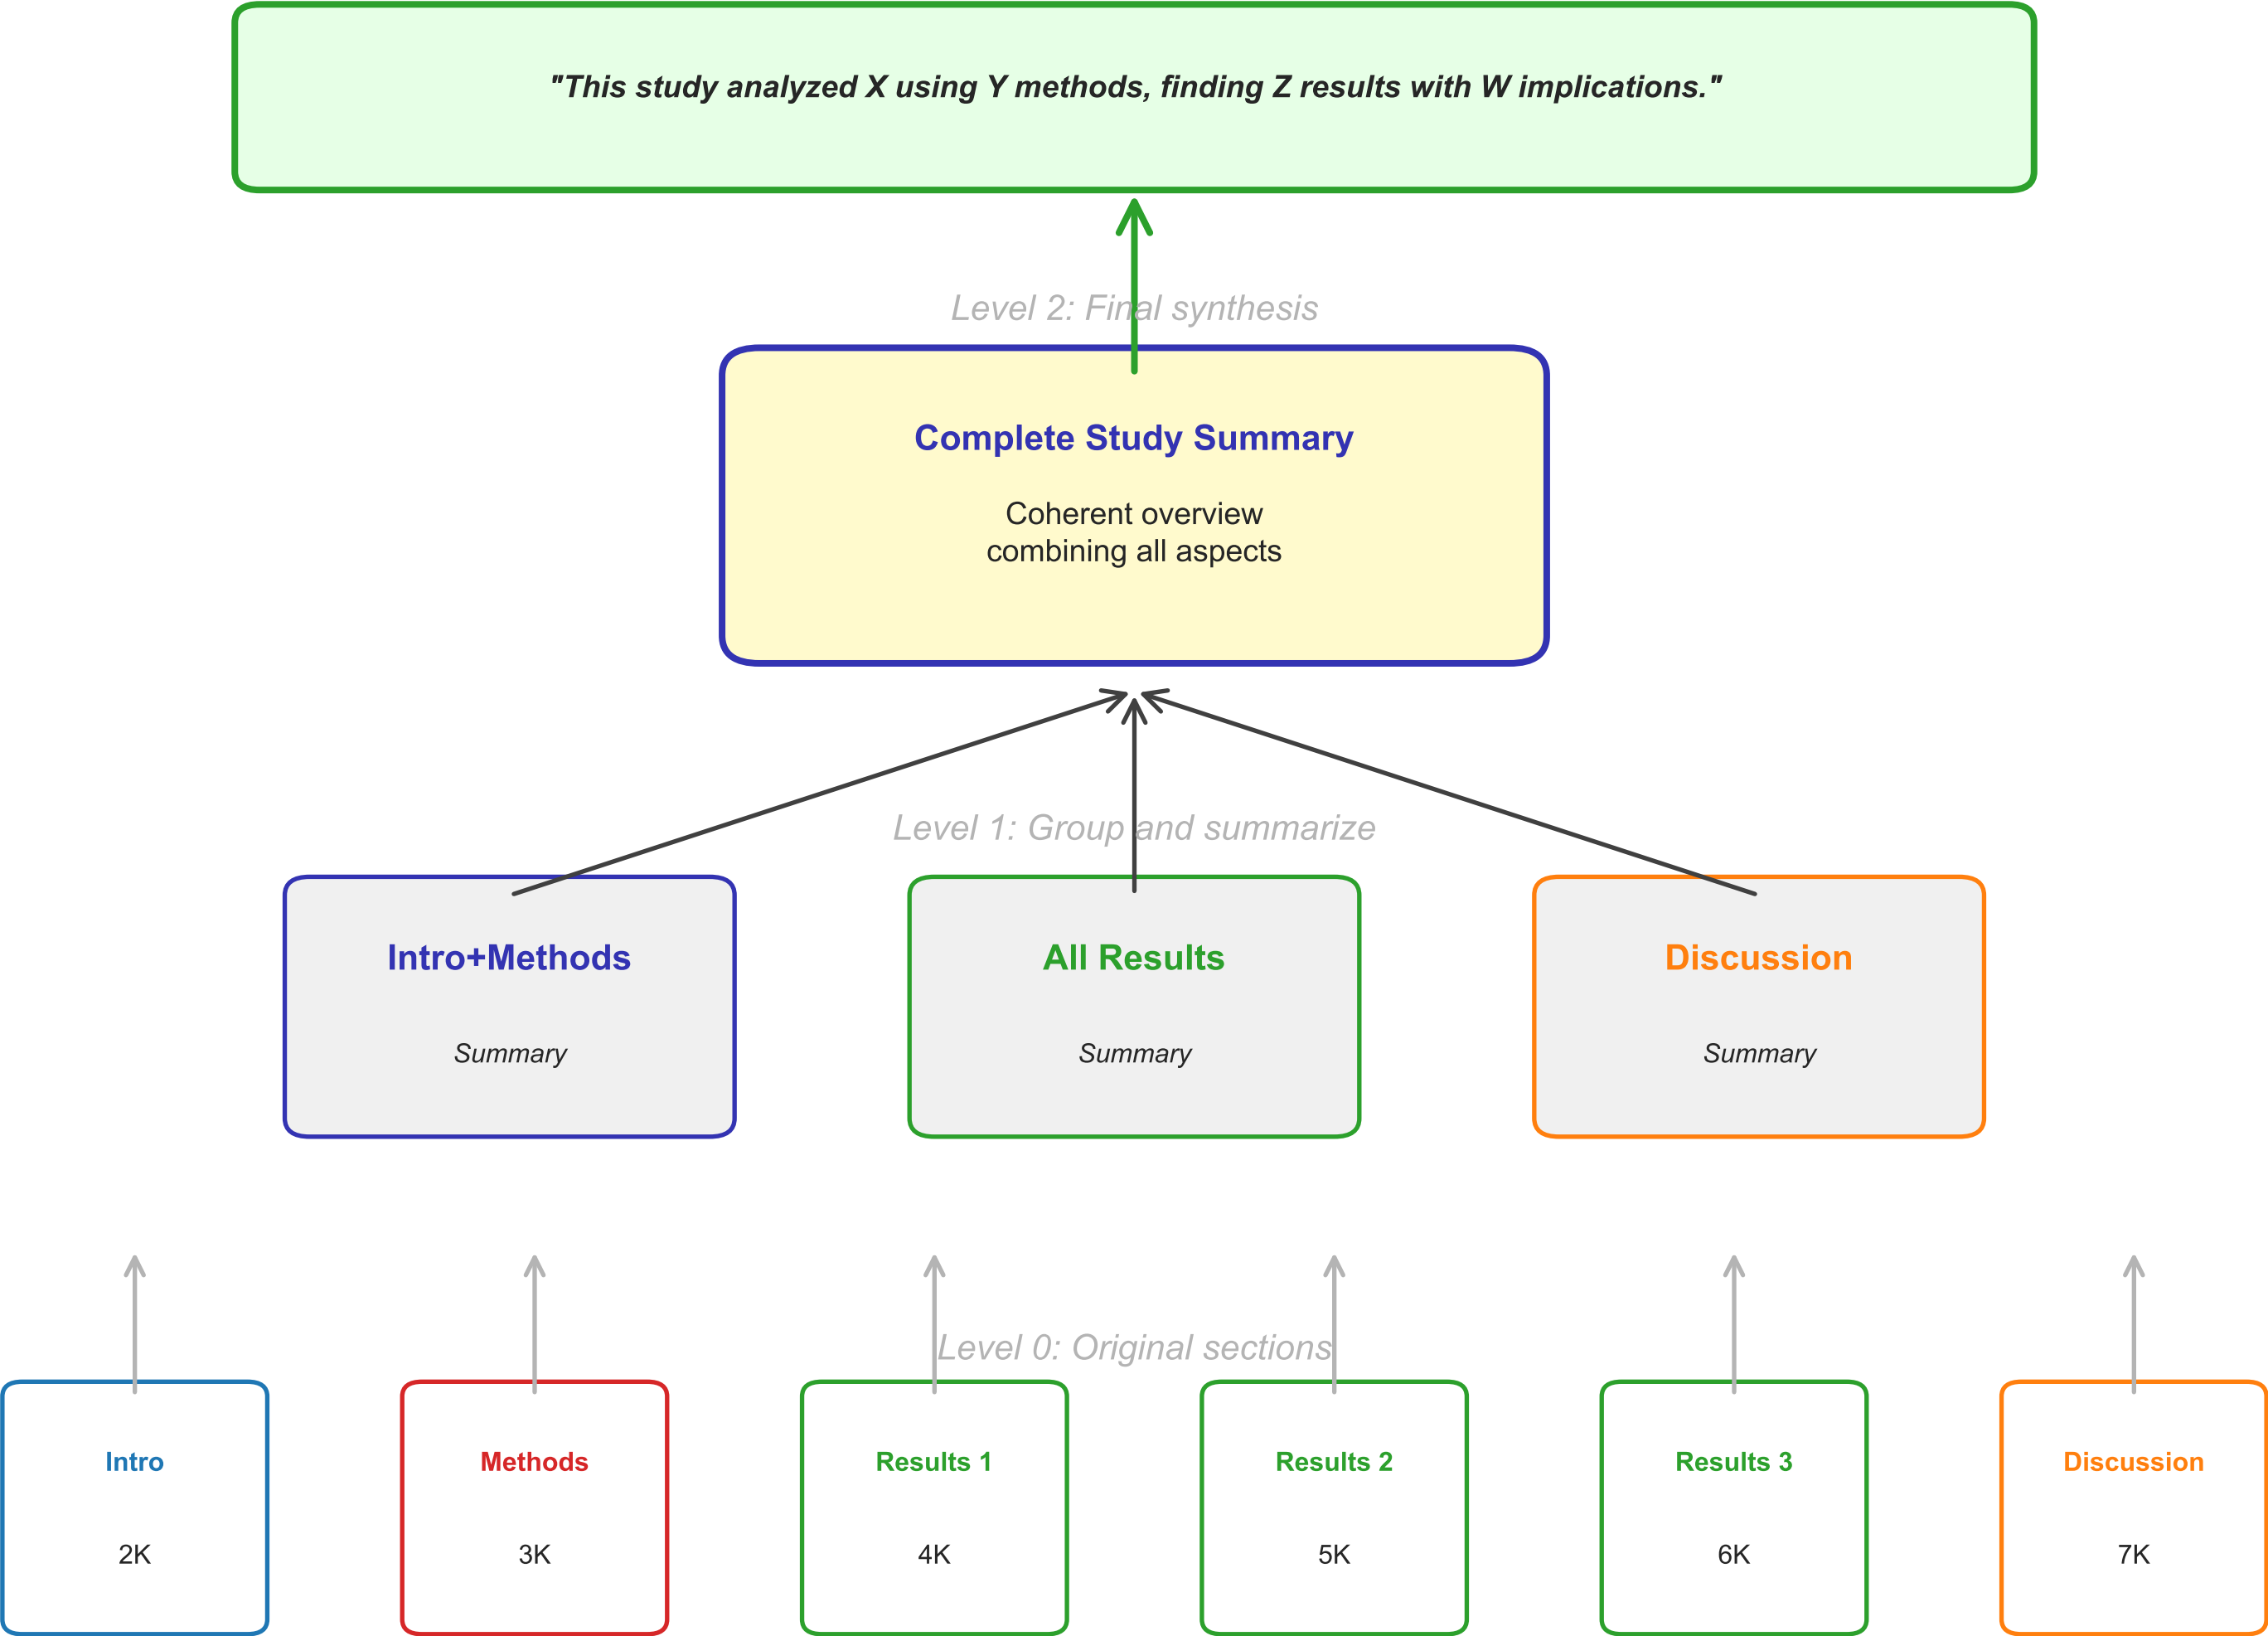 "This study analyzed X using Y methods, finding Z results with W implications."
Level 2: Final synthesis
Complete Study Summary
Coherent overview
combining all aspects
Level 1: Group and summarize
Intro+Methods
Summary
All Results
Summary
Discussion
Summary
Level 0: Original sections
Intro
2K
Methods
3K
Results 1
4K
Results 2
5K
Results 3
6K
Discussion
7K